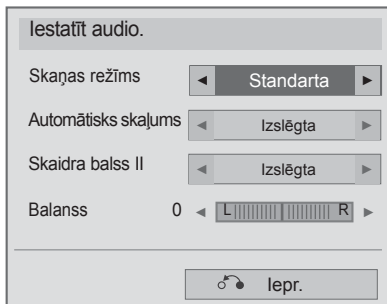 Iestatīt audio.
Skaņas režīms ◄ Standarta ►
Automātisks skaļums ◄ Izslēgta ►
Skaidra balss II ◄ Izslēgta ►
Balanss 0 ◄ L R ►
Iepr.